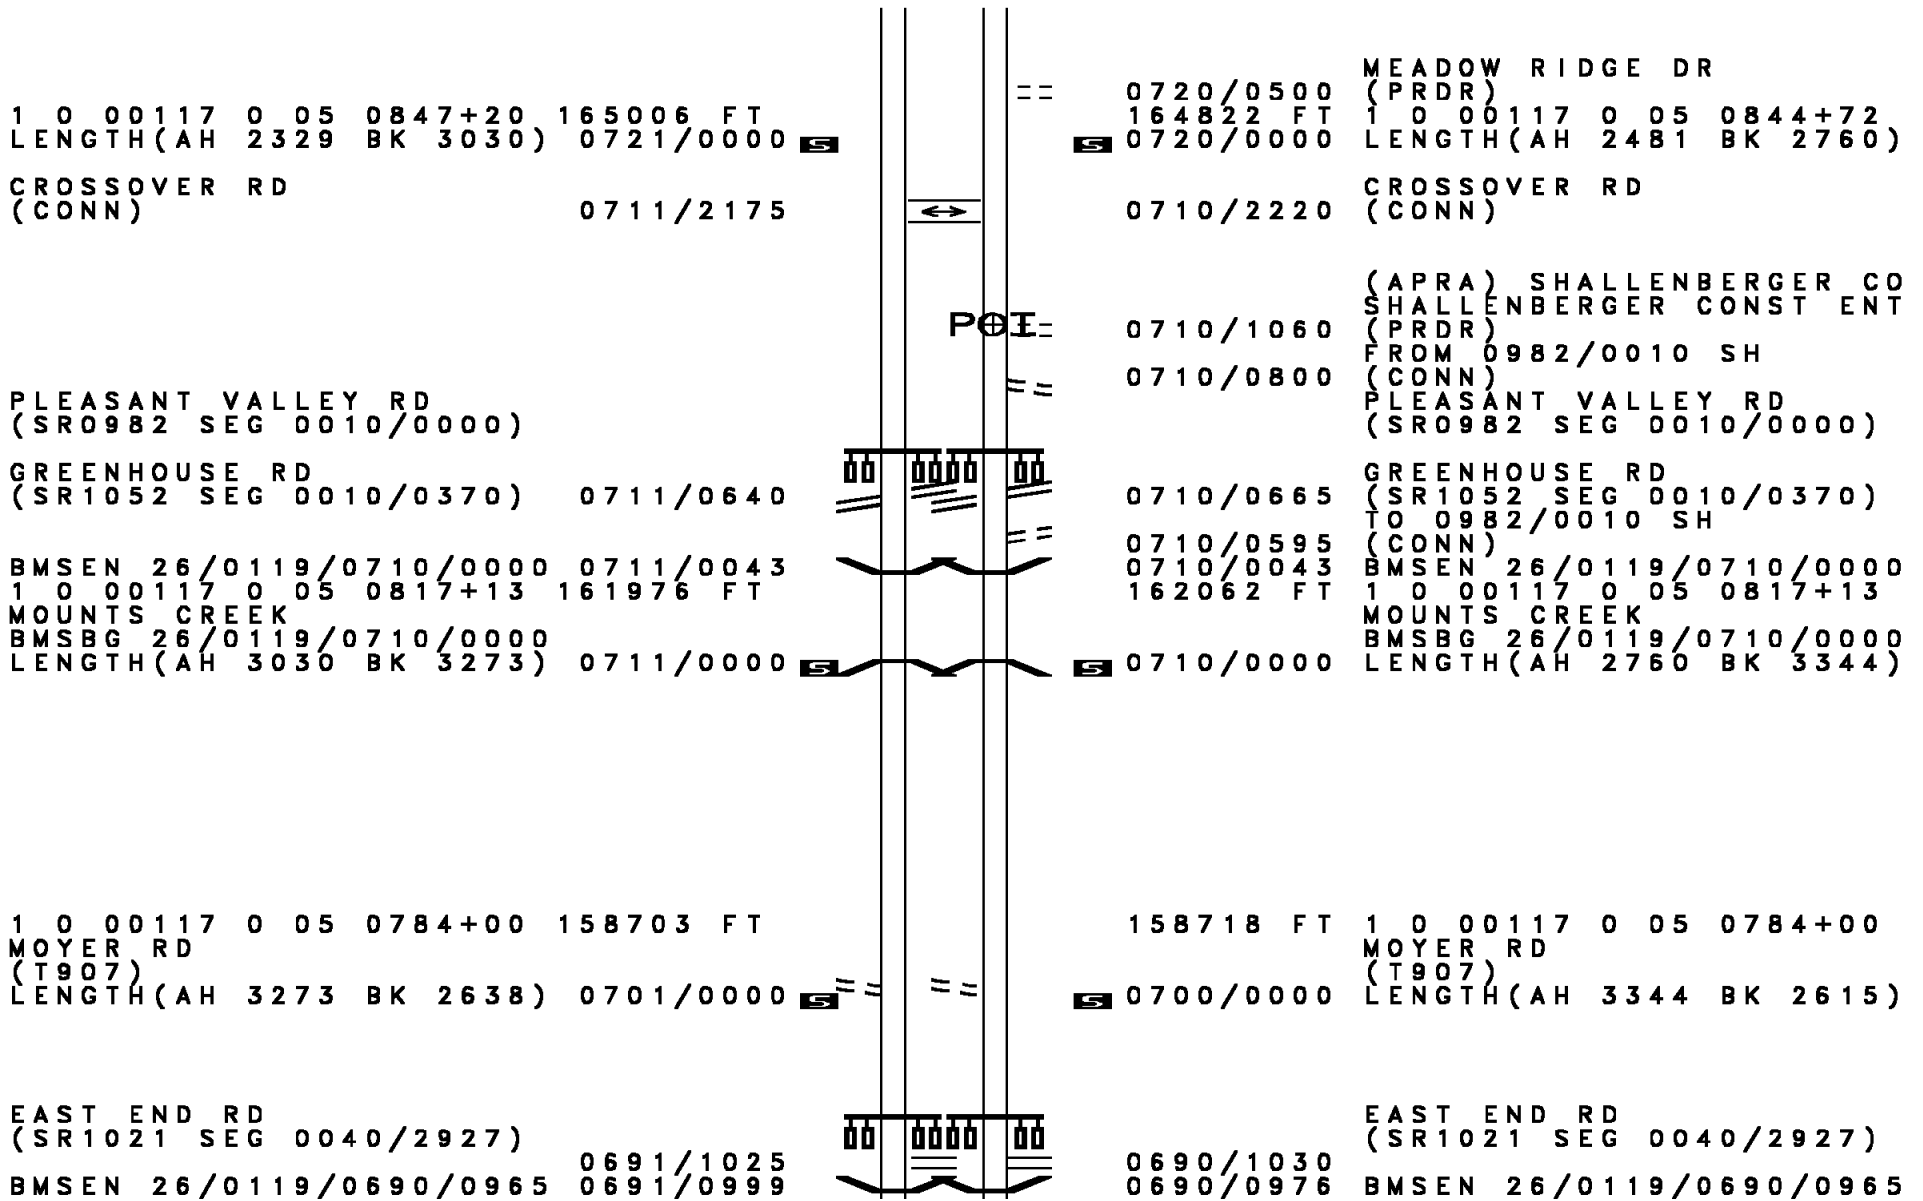 MEADOW RIDGE DR
0720/0500 (PRDR)
1 0 00117 0 05 0847+20 165006 FT
164822 FT 1 0 00117 0 05 0844+72
LENGTH(AH 2329 BK 3030) 0721/0000 S
S 0720/0000 LENGTH(AH 2481 BK 2760)
CROSSOVER RD
CROSSOVER RD
(CONN) 0711/2175
0710/2220 (CONN)
(APRA) SHALLENBERGER CO
SHALLENBERGER CONST ENT
POI
0710/1060 (PRDR)
FROM 0982/0010 SH
0710/0800 (CONN)
PLEASANT VALLEY RD
PLEASANT VALLEY RD
(SR0982 SEG 0010/0000)
(SR0982 SEG 0010/0000)
GREENHOUSE RD
GREENHOUSE RD
(SR1052 SEG 0010/0370) 0711/0640
0710/0665 (SR1052 SEG 0010/0370)
TO 0982/0010 SH
0710/0595 (CONN)
BMSEN 26/0119/0710/0000 0711/0043
0710/0043 BMSEN 26/0119/0710/0000
1 0 00117 0 05 0817+13 161976 FT
162062 FT 1 0 00117 0 05 0817+13
MOUNTS CREEK
MOUNTS CREEK
BMSBG 26/0119/0710/0000
BMSBG 26/0119/0710/0000
LENGTH(AH 3030 BK 3273) 0711/0000 S
S 0710/0000 LENGTH(AH 2760 BK 3344)
1 0 00117 0 05 0784+00 158703 FT
158718 FT 1 0 00117 0 05 0784+00
MOYER RD
MOYER RD
(T907)
(T907)
LENGTH(AH 3273 BK 2638) 0701/0000 S
S 0700/0000 LENGTH(AH 3344 BK 2615)
EAST END RD
EAST END RD
(SR1021 SEG 0040/2927)
(SR1021 SEG 0040/2927)
0691/1025
0690/1030
BMSEN 26/0119/0690/0965 0691/0999
0690/0976 BMSEN 26/0119/0690/0965